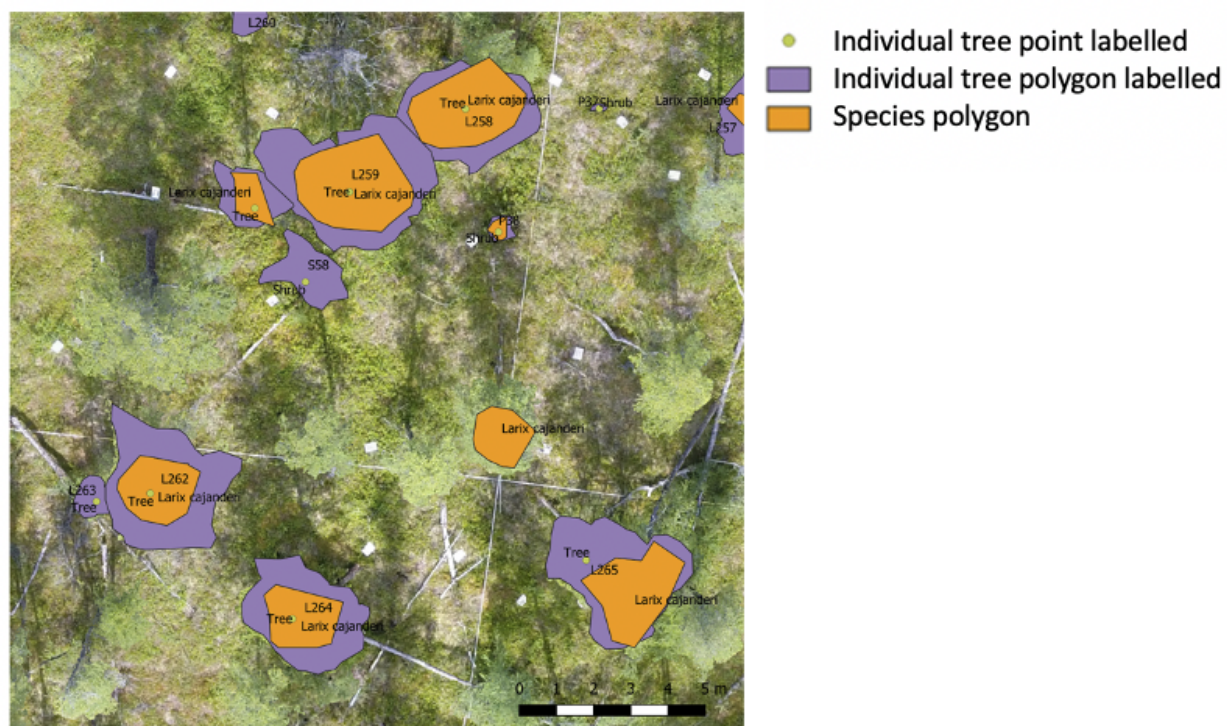 L260
Tree Larix cajanderi
L258
P37Shrub
Larix cajanderi
L257
L259
Tree Larix cajanderi
Larix cajanderi
Tree
P38
Shrub
S58
Shrub
Larix cajanderi
L262
Tree Larix cajanderi
L263
Tree
Tree
L265
Larix cajanderi
L264
Tree Larix cajanderi
0 1 2 3 4 5 m
Individual tree point labelled
Individual tree polygon labelled
Species polygon